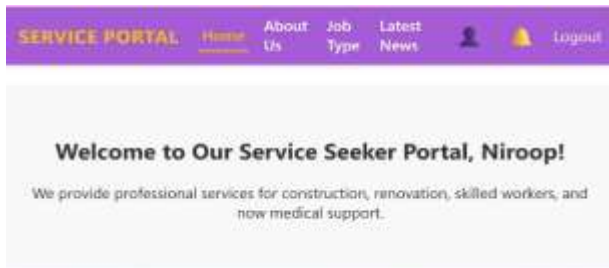 SERVICE PORTAL Home About Us Job Type Latest News Logout
Welcome to Our Service Seeker Portal, Niroop!
We provide professional services for construction, renovation, skilled workers, and
now medical support.